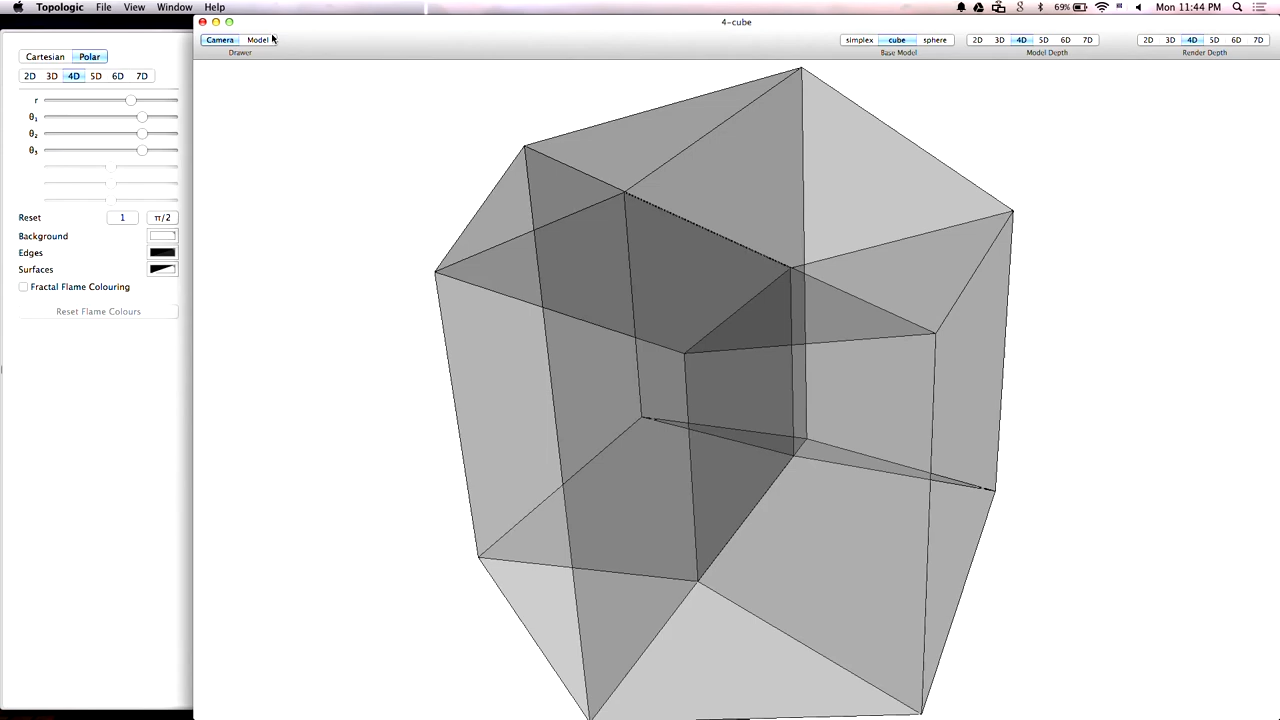 Topologic File View Window Help 69% Mon 11:44 PM
4-cube
Camera Model simplex cube sphere 2D 3D 4D 5D 6D 7D 2D 3D 4D 5D 6D 7D
Drawer Base Model Model Depth Render Depth
Cartesian Polar
2D 3D 4D 5D 6D 7D
r
θ₁
θ₂
θ₃
Reset 1 π/2
Background
Edges
Surfaces
Fractal Flame Colouring
Reset Flame Colours